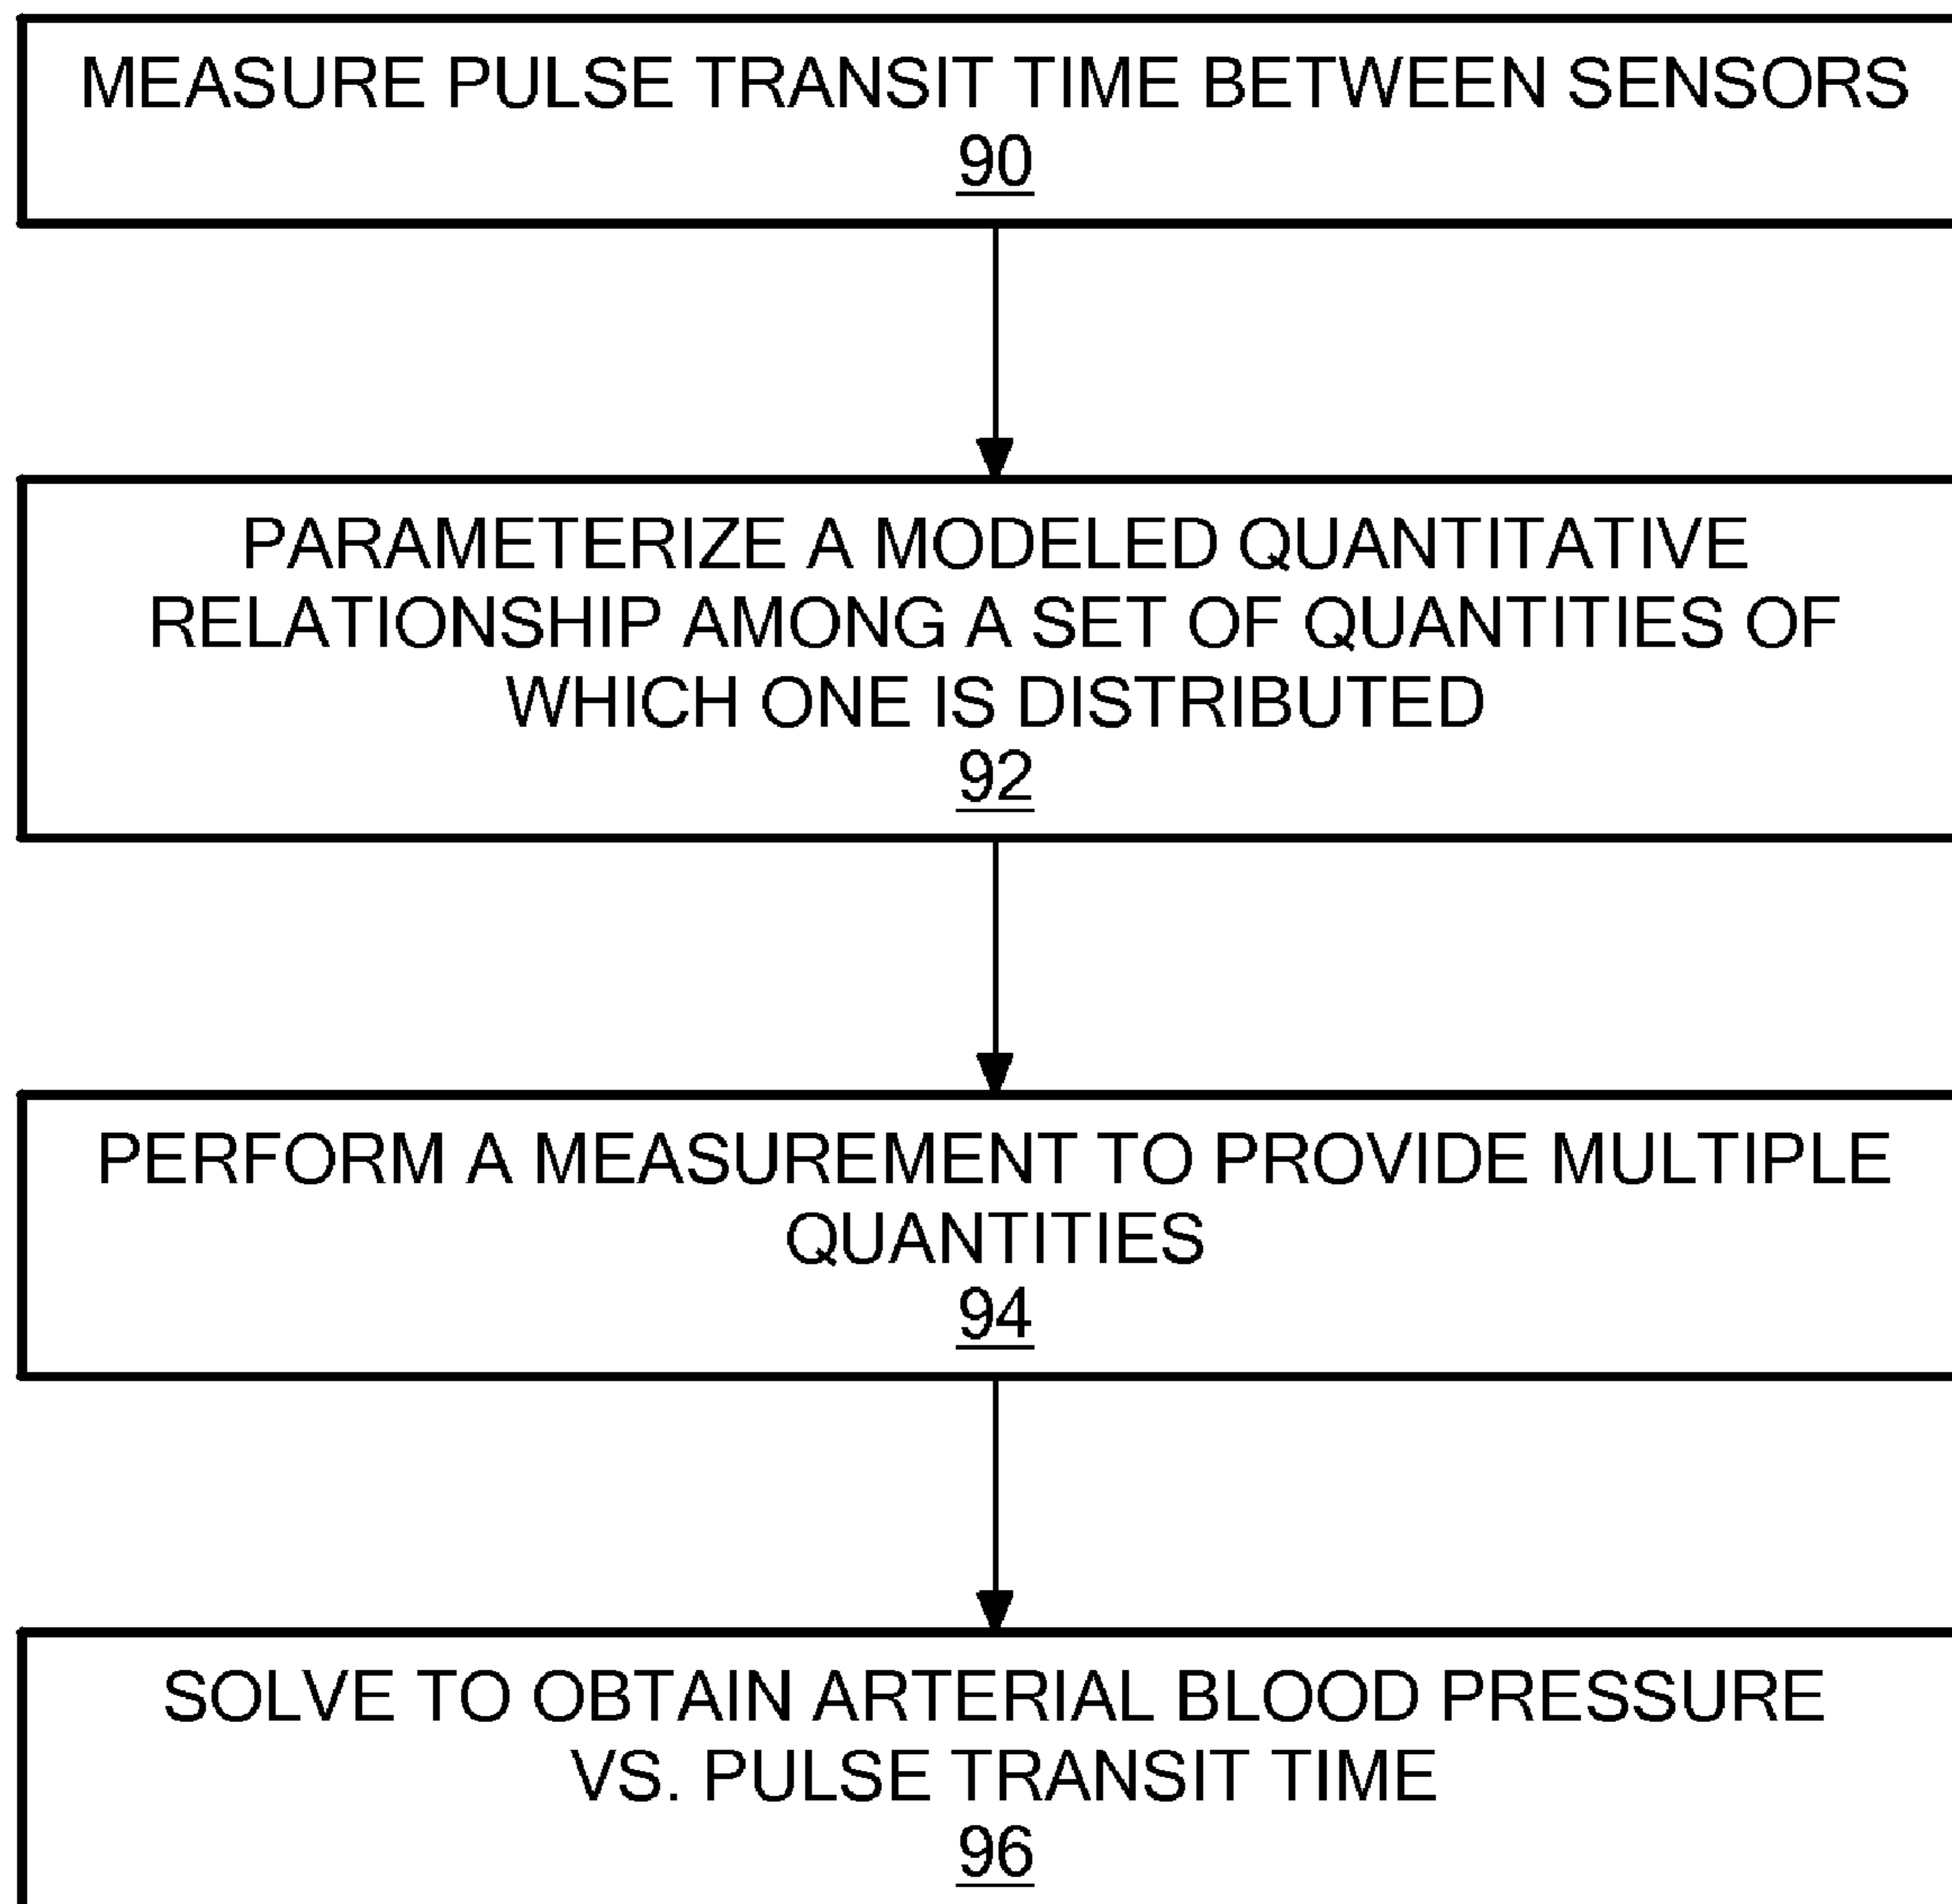 MEASURE PULSE TRANSIT TIME BETWEEN SENSORS
90
PARAMETERIZE A MODELED QUANTITATIVE
RELATIONSHIP AMONG A SET OF QUANTITIES OF
WHICH ONE IS DISTRIBUTED
92
PERFORM A MEASUREMENT TO PROVIDE MULTIPLE
QUANTITIES
94
SOLVE TO OBTAIN ARTERIAL BLOOD PRESSURE
VS. PULSE TRANSIT TIME
96